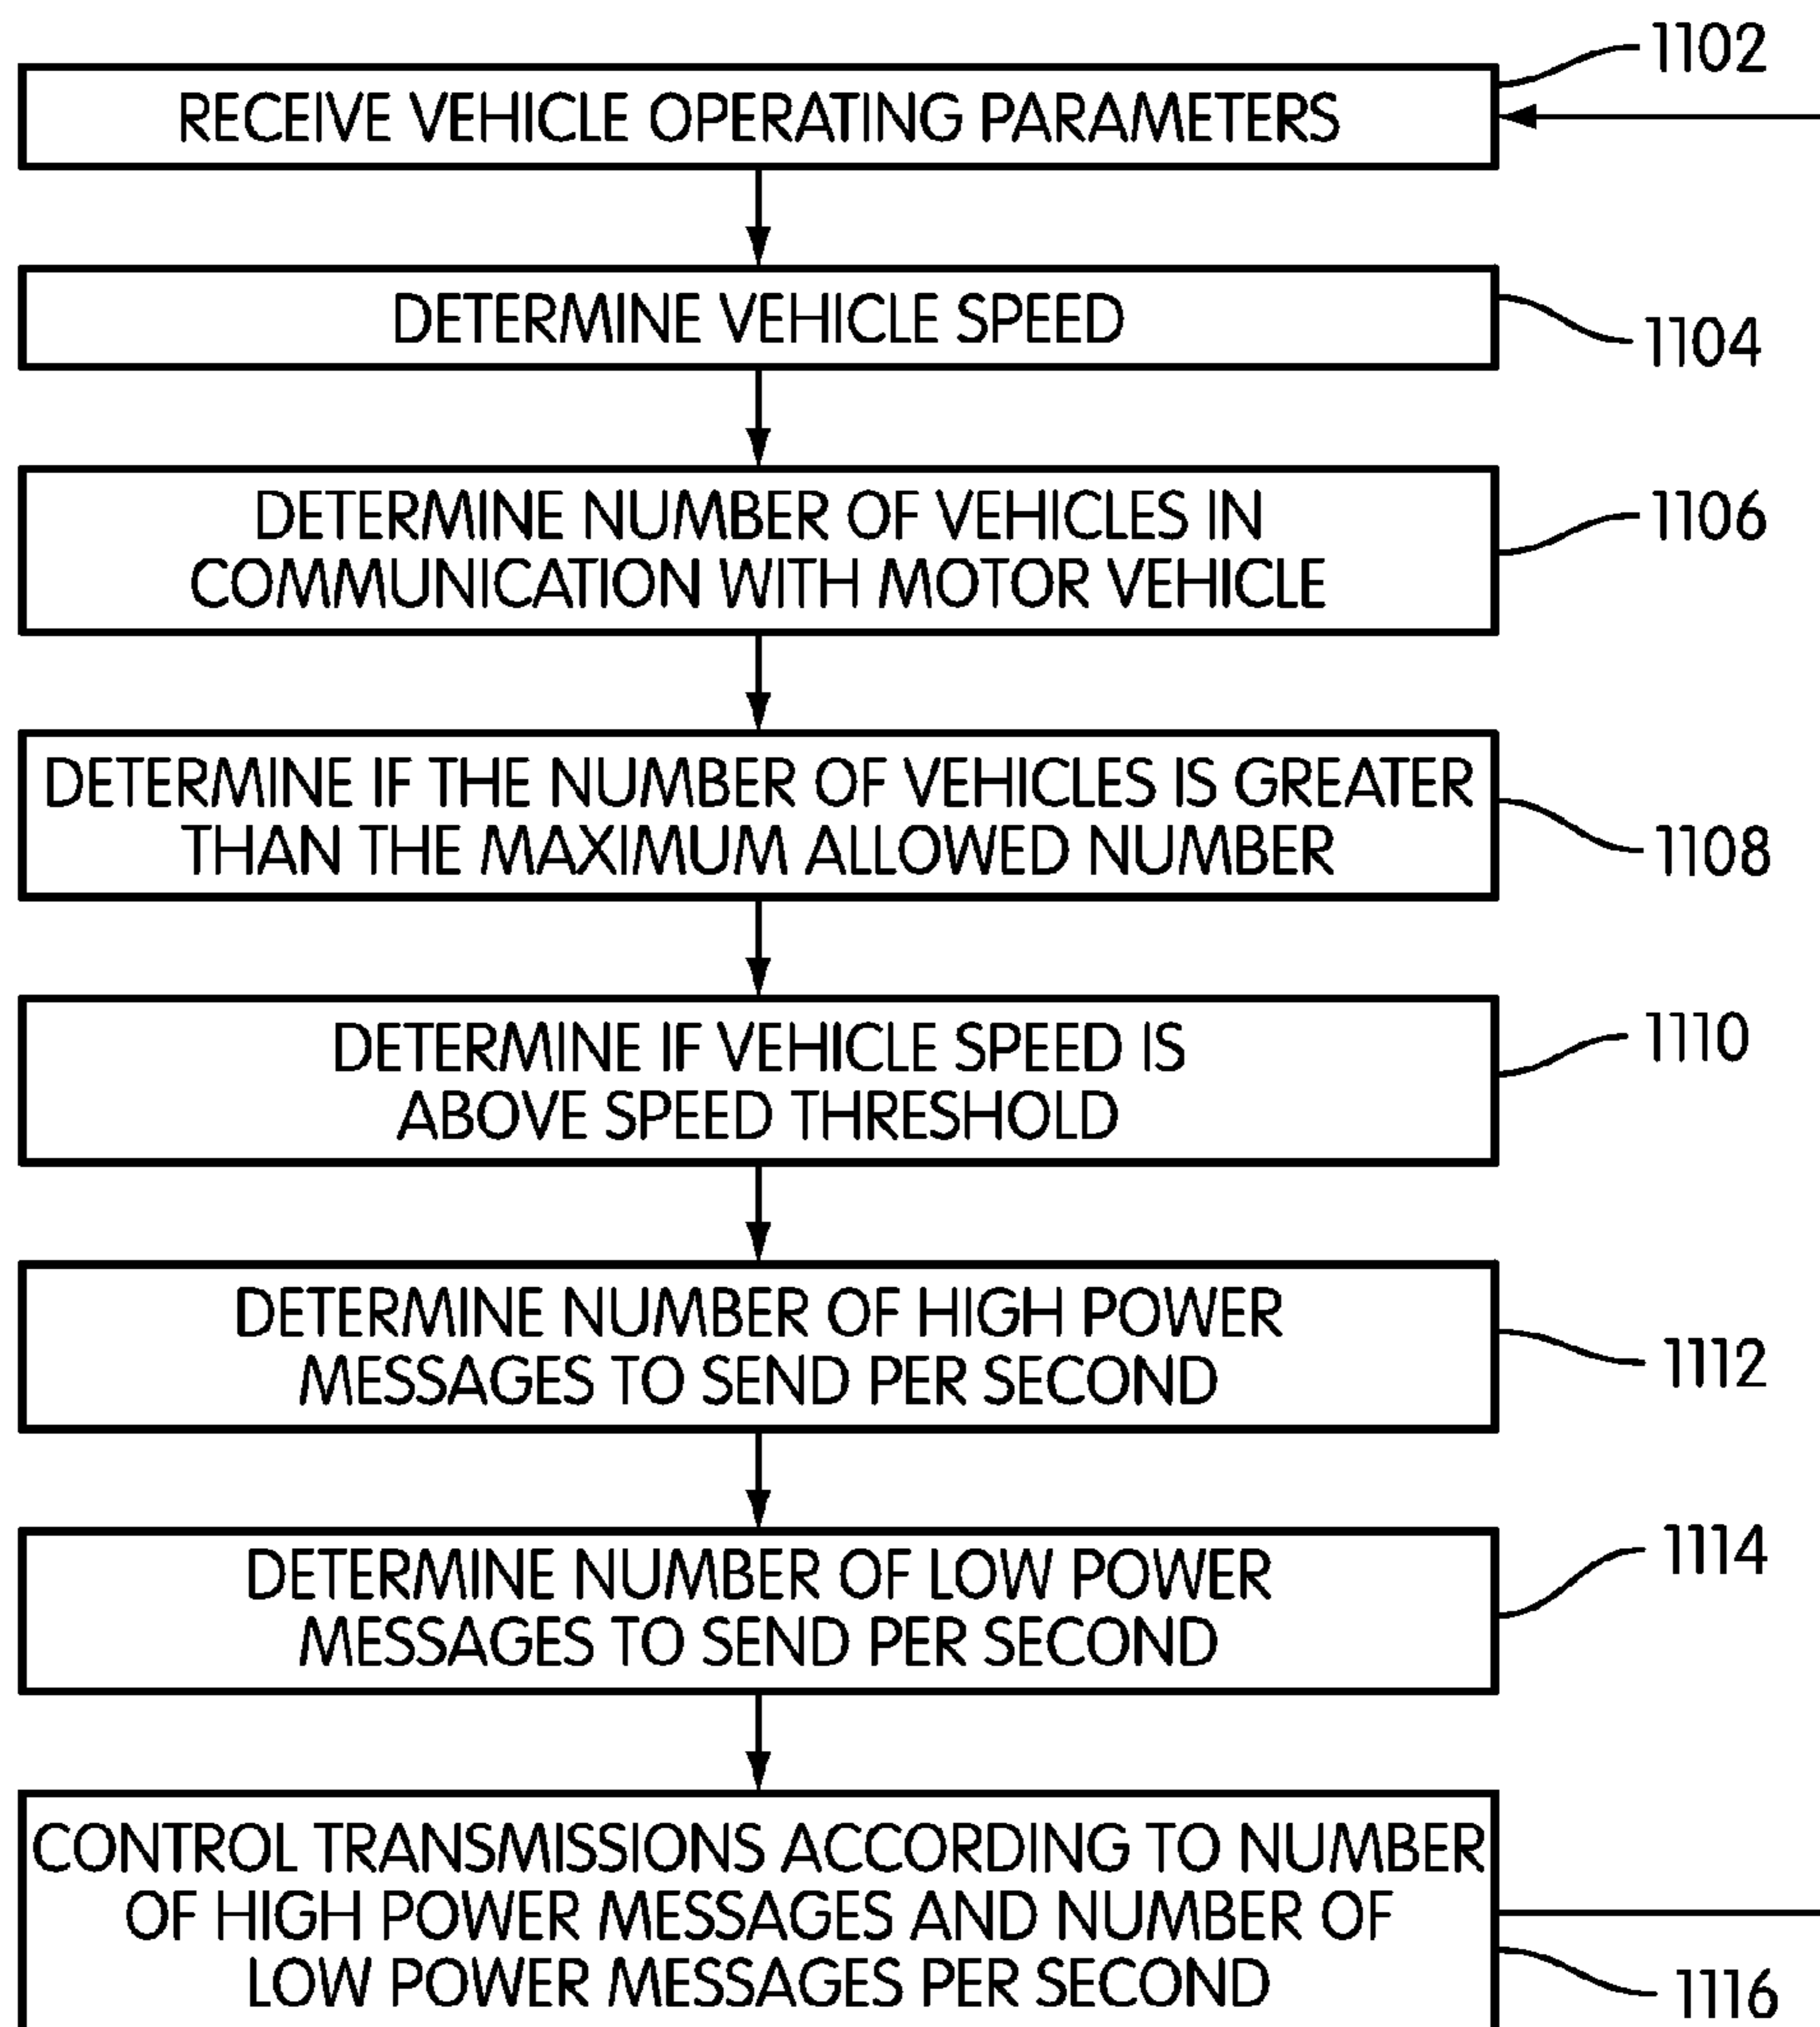 1102
RECEIVE VEHICLE OPERATING PARAMETERS
DETERMINE VEHICLE SPEED
1104
DETERMINE NUMBER OF VEHICLES IN
COMMUNICATION WITH MOTOR VEHICLE
1106
DETERMINE IF THE NUMBER OF VEHICLES IS GREATER
THAN THE MAXIMUM ALLOWED NUMBER
1108
DETERMINE IF VEHICLE SPEED IS
ABOVE SPEED THRESHOLD
1110
DETERMINE NUMBER OF HIGH POWER
MESSAGES TO SEND PER SECOND
1112
DETERMINE NUMBER OF LOW POWER
MESSAGES TO SEND PER SECOND
1114
CONTROL TRANSMISSIONS ACCORDING TO NUMBER
OF HIGH POWER MESSAGES AND NUMBER OF
LOW POWER MESSAGES PER SECOND
1116